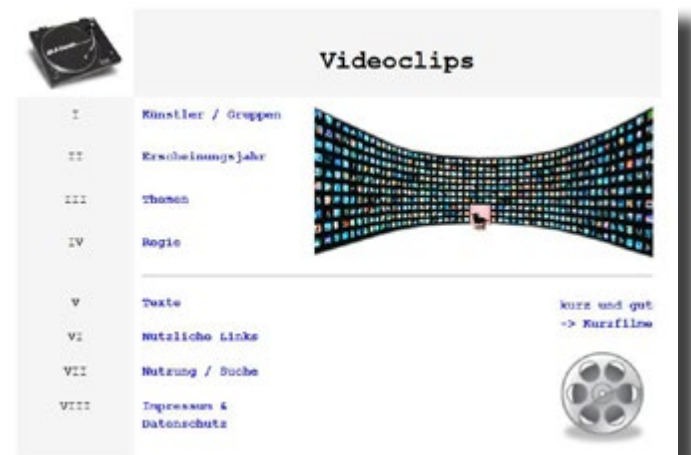 Videoclips
I Künstler / Gruppen
II Erscheinungsjahr
III Themen
IV Regie
V Texte
kurz und gut
-> Kurzfilme
VI Nützliche Links
VII Nutzung / Suche
VIII Impressum &
Datenschutz